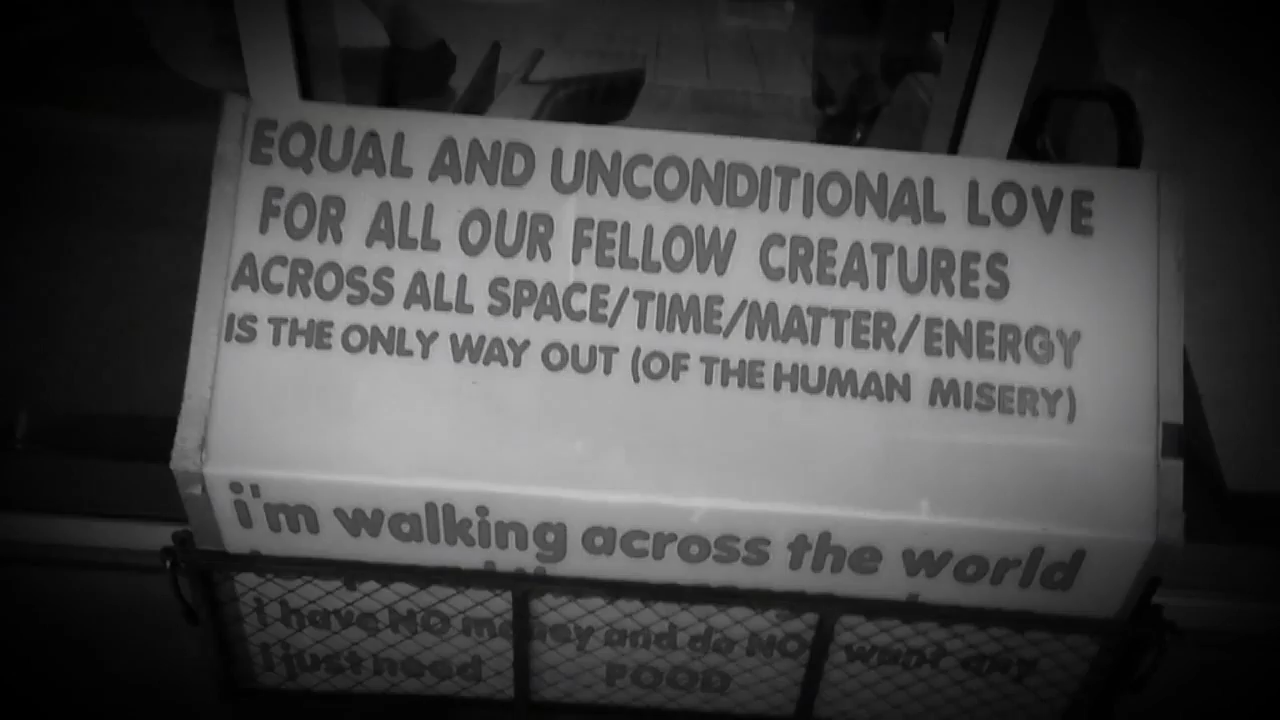 EQUAL AND UNCONDITIONAL LOVE
FOR ALL OUR FELLOW CREATURES
ACROSS ALL SPACE/TIME/MATTER/ENERGY
IS THE ONLY WAY OUT (OF THE HUMAN MISERY)
i'm walking across the world
i have NO money and do NO want any
i just need FOOD